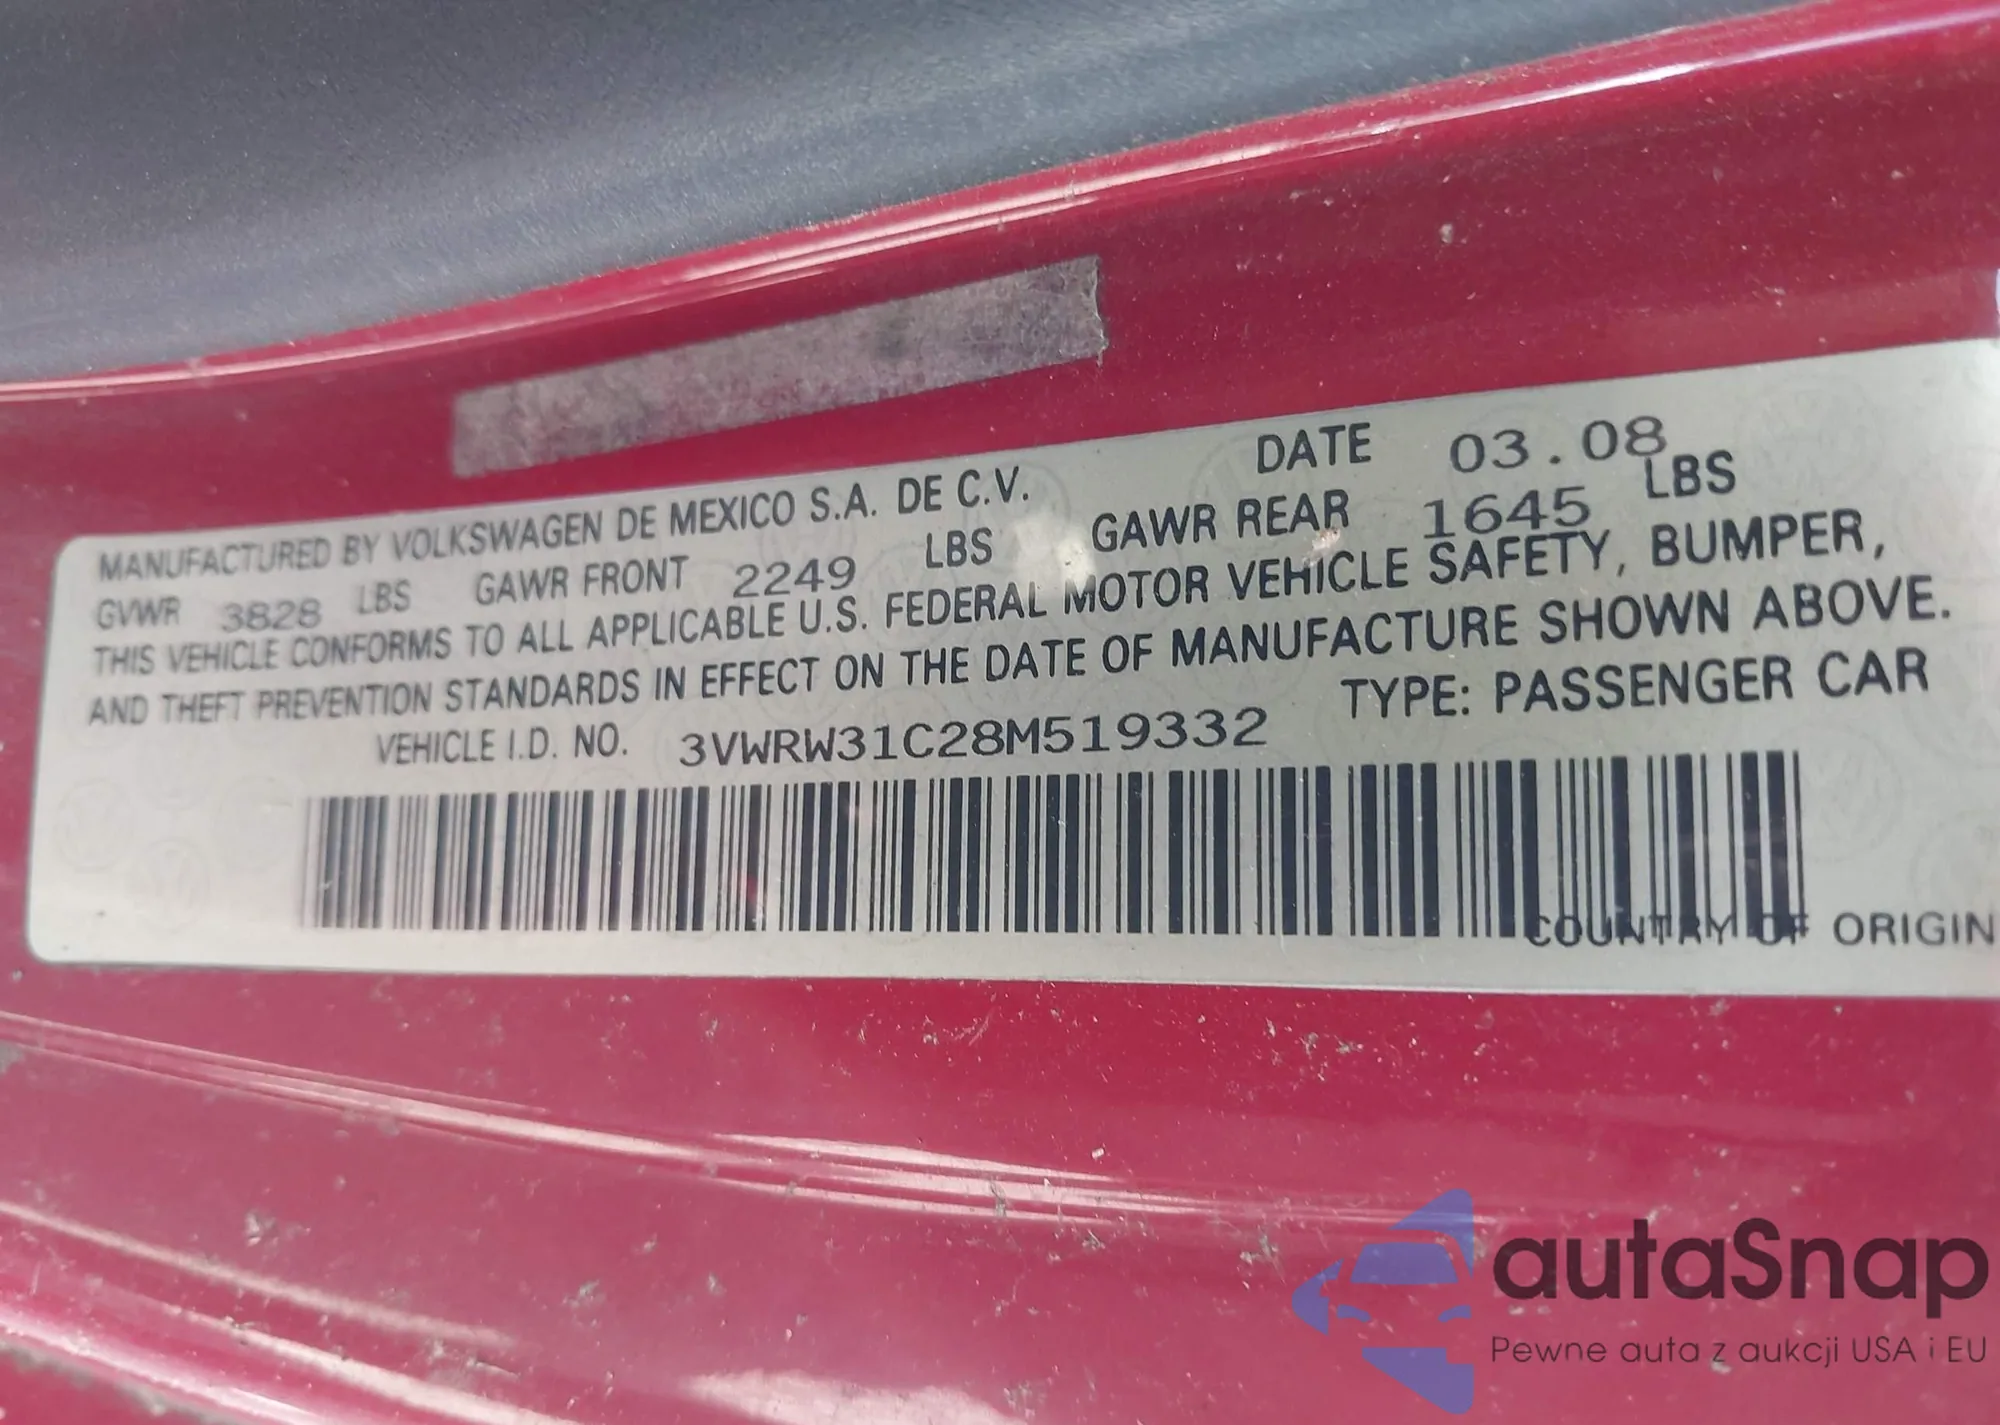 MANUFACTURED BY VOLKSWAGEN DE MEXICO S.A. DE C.V. DATE 03.08
GVWR 3828 LBS GAWR FRONT 2249 LBS GAWR REAR 1645 LBS
THIS VEHICLE CONFORMS TO ALL APPLICABLE U.S. FEDERAL MOTOR VEHICLE SAFETY, BUMPER,
AND THEFT PREVENTION STANDARDS IN EFFECT ON THE DATE OF MANUFACTURE SHOWN ABOVE.
VEHICLE I.D. NO. 3VWRW31C28M519332 TYPE: PASSENGER CAR
COUNTRY OF ORIGIN
autaSnap
Pewne auta z aukcji USA i EU